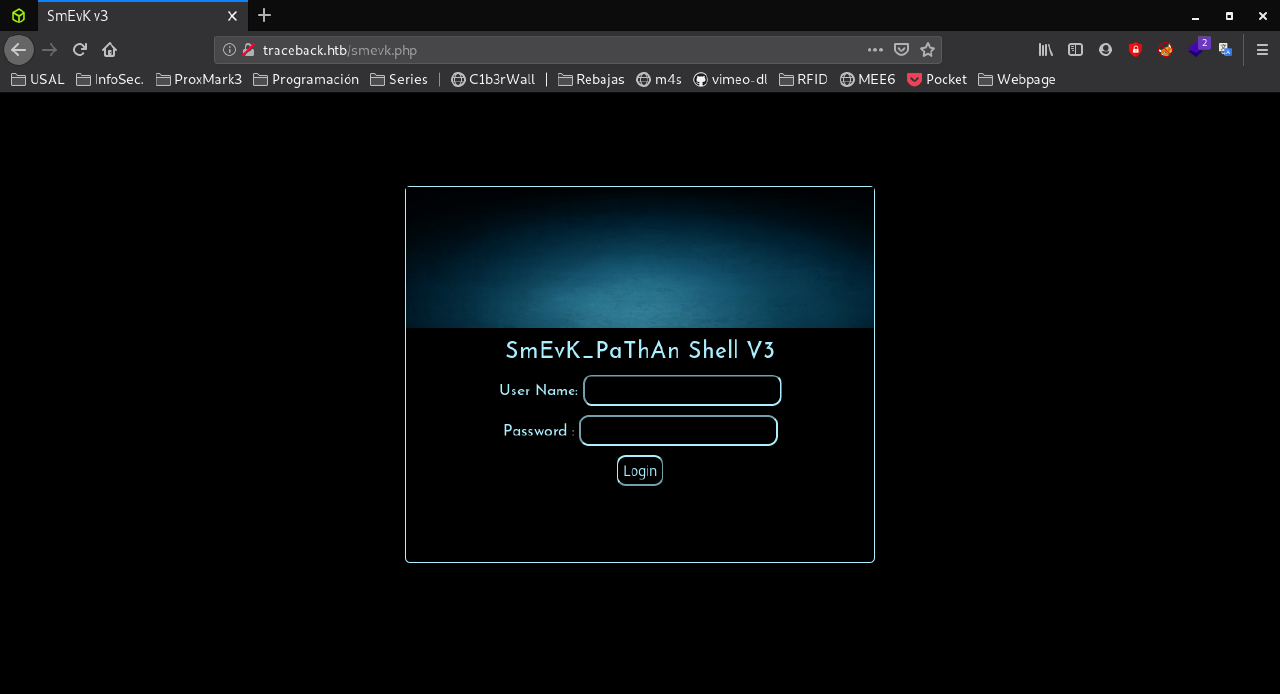 SmEvK v3
traceback.htb/smevk.php
2
USAL InfoSec. ProxMark3 Programación Series C1b3rWall Rebajas m4s vimeo-dl RFID MEE6 Pocket Webpage
SmEvK_PaThAn Shell V3
User Name:
Password :
Login